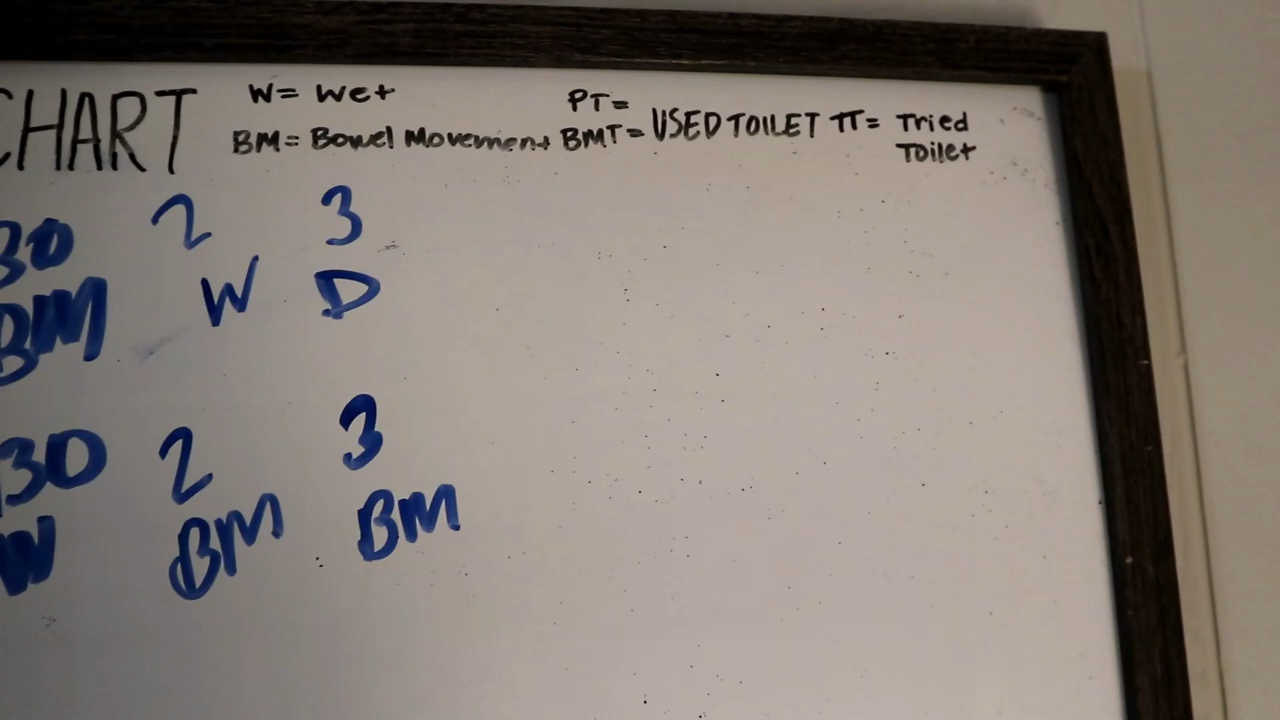 CHART
W= Wet
BM= Bowel Movement
PT=
BMT= USED TOILET
TT= Tried
Toilet
30 2 3
BM W D
30 2 3
W BM BM